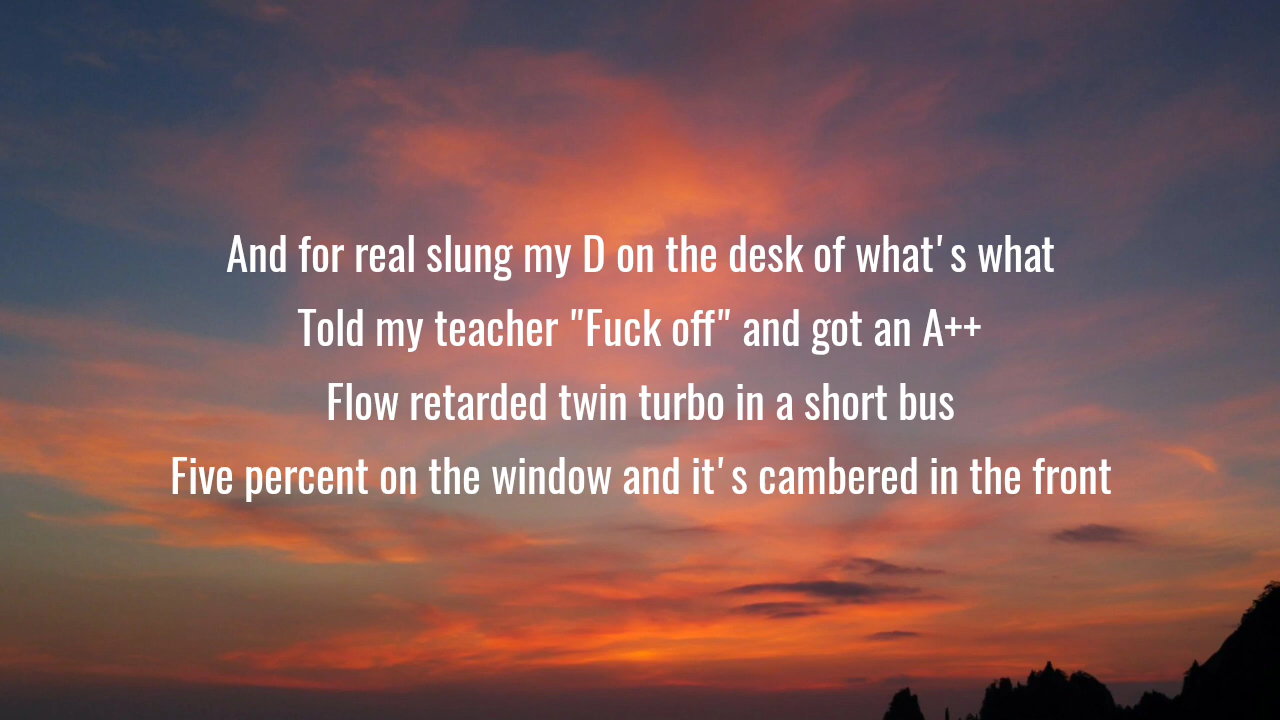 And for real slung my D on the desk of what's what
Told my teacher "Fuck off" and got an A++
Flow retarded twin turbo in a short bus
Five percent on the window and it's cambered in the front